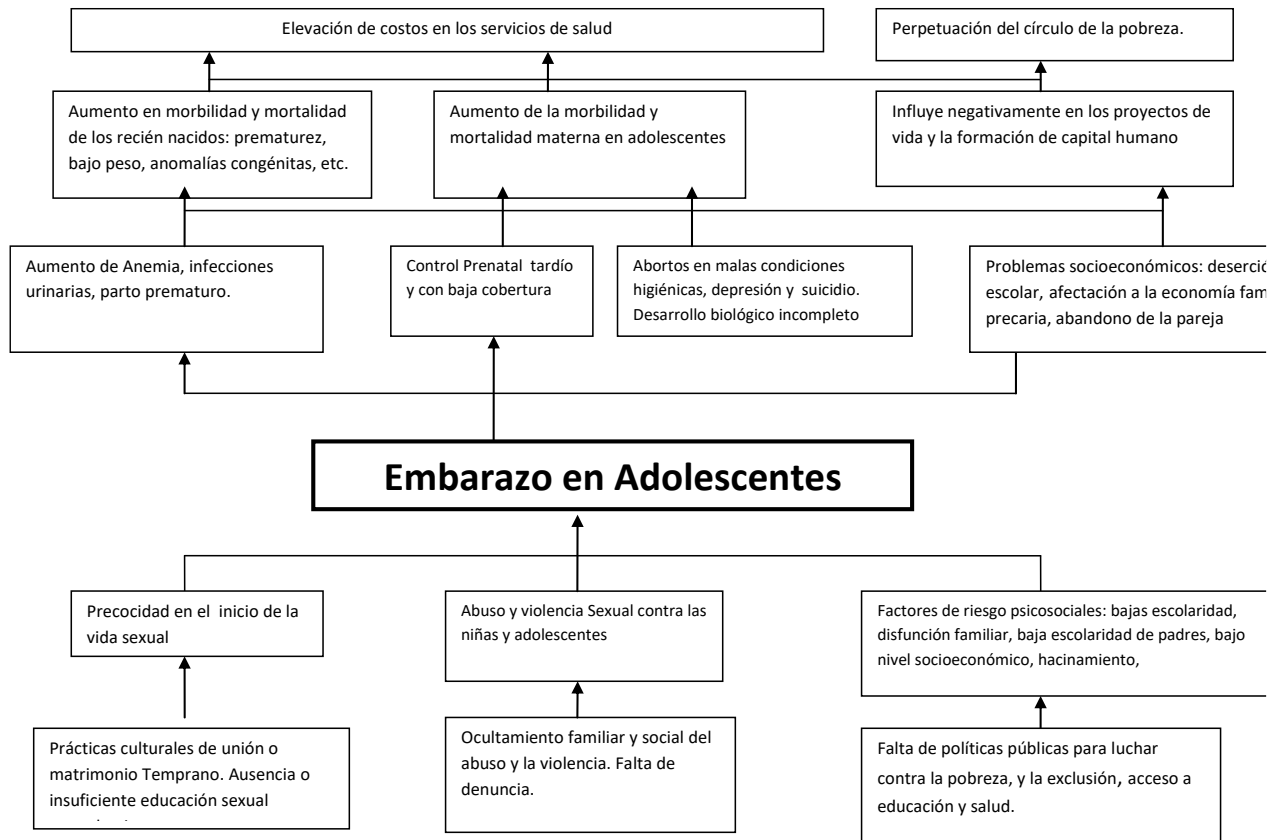 Elevación de costos en los servicios de salud
Perpetuación del círculo de la pobreza.
Aumento en morbilidad y mortalidad
de los recién nacidos: prematurez,
bajo peso, anomalías congénitas, etc.
Aumento de la morbilidad y
mortalidad materna en adolescentes
Influye negativamente en los proyectos de
vida y la formación de capital humano
Aumento de Anemia, infecciones
urinarias, parto prematuro.
Control Prenatal tardío
y con baja cobertura
Abortos en malas condiciones
higiénicas, depresión y suicidio.
Desarrollo biológico incompleto
Problemas socioeconómicos:
escolar, afectación a la economía
precaria, abandono de la pareja
Embarazo en Adolescentes
Precocidad en el inicio de la
vida sexual
Abuso y violencia Sexual contra las
niñas y adolescentes
Factores de riesgo psicosociales: bajas escolaridad,
disfunción familiar, baja escolaridad de padres, bajo
nivel socioeconómico, hacinamiento,
Prácticas culturales de unión o
matrimonio Temprano. Ausencia o
insuficiente educación sexual
Ocultamiento familiar y social del
abuso y la violencia. Falta de
denuncia.
Falta de políticas públicas para luchar
contra la pobreza, y la exclusión, acceso a
educación y salud.